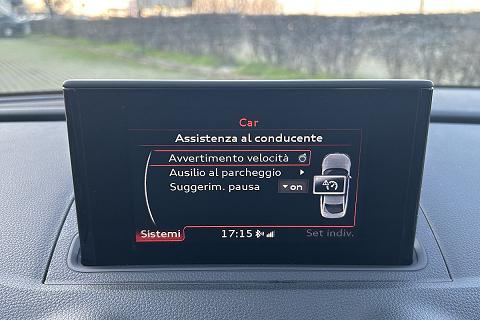 Car
Assistenza al conducente
Avvertimento velocità
Ausilio al parcheggio
Suggerim. pausa on
Sistemi 17:15 Set indiv.